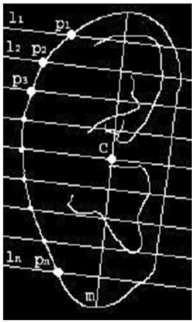 l₁ p₁
l₂ p₂
p₃
C
lₙ pₙ
m